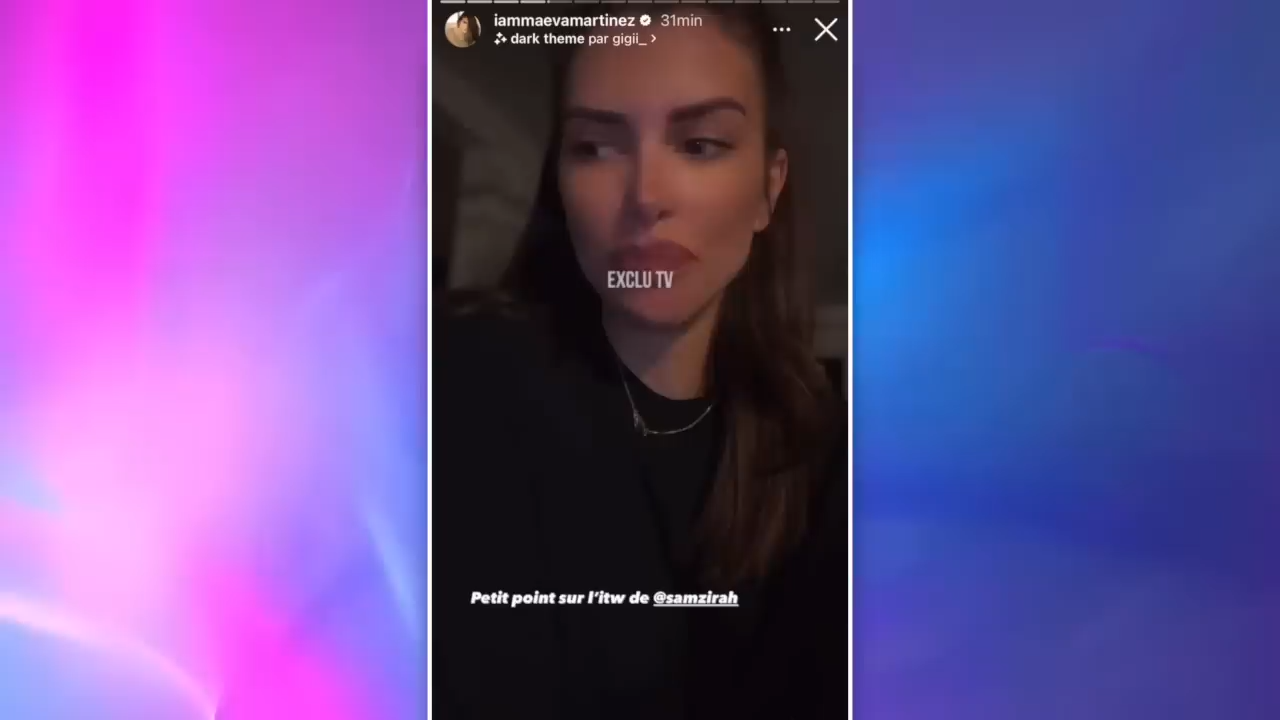 iammaevamartinez 31min
dark theme par gigii_ >
EXCLU TV
Petit point sur l'itw de @samzirah